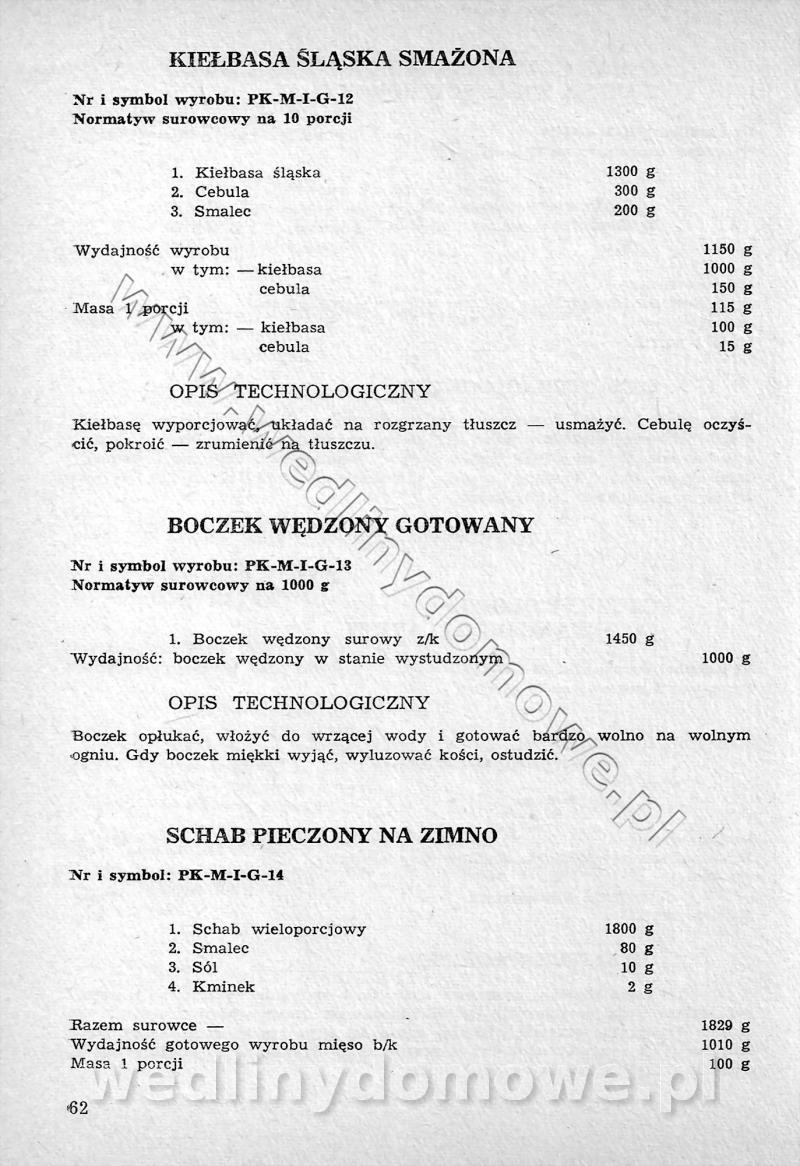 KIEŁBASA ŚLĄSKA SMAŻONA
Nr i symbol wyrobu: PK-M-I-G-12
Normatyw surowcowy na 10 porcji
1. Kiełbasa śląska 1300 g
2. Cebula 300 g
3. Smalec 200 g
Wydajność wyrobu 1150 g
w tym: — kiełbasa 1000 g
cebula 150 g
Masa 1 porcji 115 g
w tym: — kiełbasa 100 g
cebula 15 g
OPIS TECHNOLOGICZNY
Kiełbasę wyporcjować, układać na rozgrzany tłuszcz — usmażyć. Cebulę oczyś-
cić, pokroić — zrumienić na tłuszczu.
BOCZEK WĘDZONY GOTOWANY
Nr i symbol wyrobu: PK-M-I-G-13
Normatyw surowcowy na 1000 g
1. Boczek wędzony surowy z/k 1450 g
Wydajność: boczek wędzony w stanie wystudzonym 1000 g
OPIS TECHNOLOGICZNY
Boczek opłukać, włożyć do wrzącej wody i gotować bardzo wolno na wolnym
ogniu. Gdy boczek miękki wyjąć, wyluzować kości, ostudzić.
SCHAB PIECZONY NA ZIMNO
Nr i symbol: PK-M-I-G-14
1. Schab wieloporcjowy 1800 g
2. Smalec 80 g
3. Sól 10 g
4. Kminek 2 g
Razem surowce — 1829 g
Wydajność gotowego wyrobu mięso b/k 1010 g
Masa 1 porcji 100 g
62
www.wedlinydomowe.pl
wedlinydomowe.pl